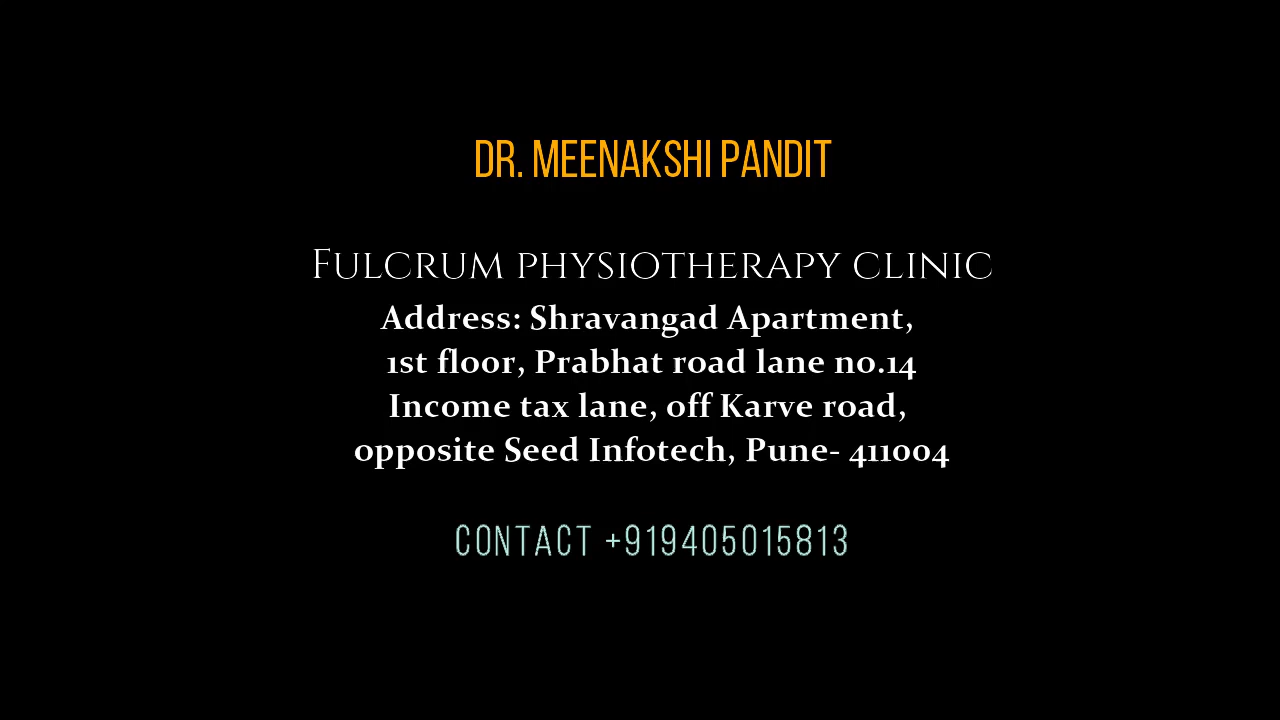 DR. MEENAKSHI PANDIT
Fulcrum physiotherapy clinic
Address: Shravangad Apartment,
1st floor, Prabhat road lane no.14
Income tax lane, off Karve road,
opposite Seed Infotech, Pune- 411004
CONTACT +919405015813